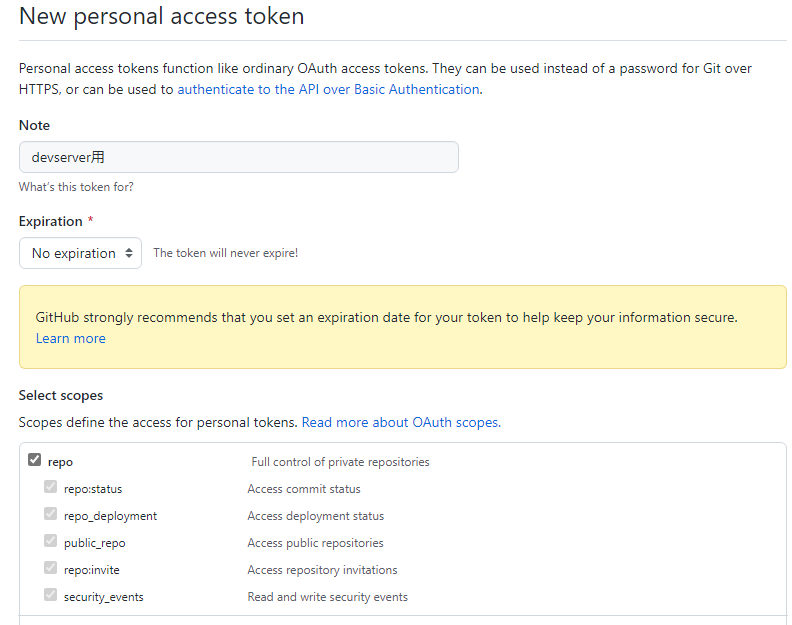 New personal access token
Personal access tokens function like ordinary OAuth access tokens. They can be used instead of a password for Git over
HTTPS, or can be used to authenticate to the API over Basic Authentication.
Note
devserver用
What's this token for?
Expiration *
No expiration The token will never expire!
GitHub strongly recommends that you set an expiration date for your token to help keep your information secure.
Learn more
Select scopes
Scopes define the access for personal tokens. Read more about OAuth scopes.
repo Full control of private repositories
repo:status Access commit status
repo_deployment Access deployment status
public_repo Access public repositories
repo:invite Access repository invitations
security_events Read and write security events